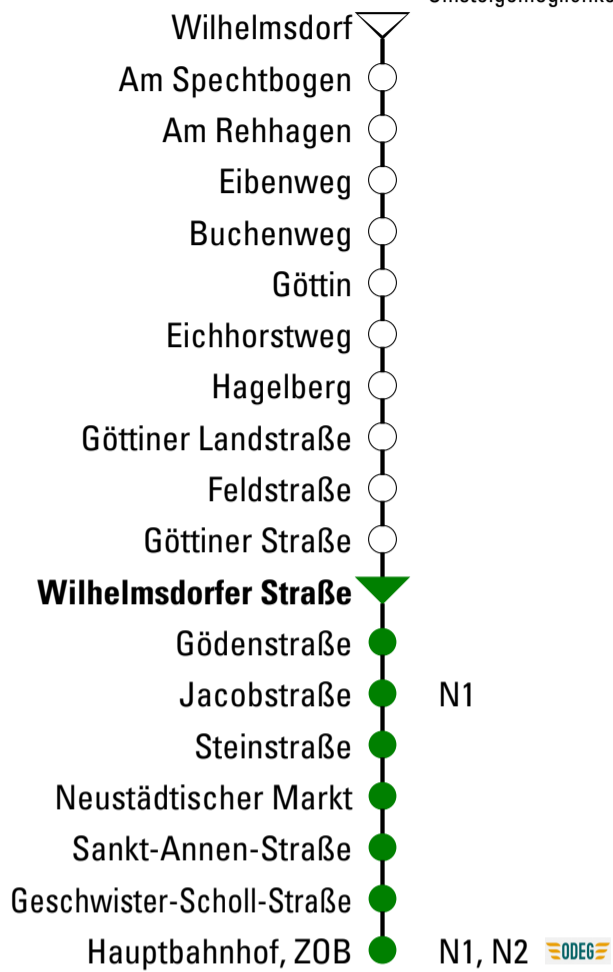 Wilhelmsdorf
Am Spechtbogen
Am Rehhagen
Eibenweg
Buchenweg
Göttin
Eichhorstweg
Hagelberg
Göttiner Landstraße
Feldstraße
Göttiner Straße
Wilhelmsdorfer Straße
Gödenstraße
Jacobstraße N1
Steinstraße
Neustädtischer Markt
Sankt-Annen-Straße
Geschwister-Scholl-Straße
Hauptbahnhof, ZOB N1, N2 ODEG